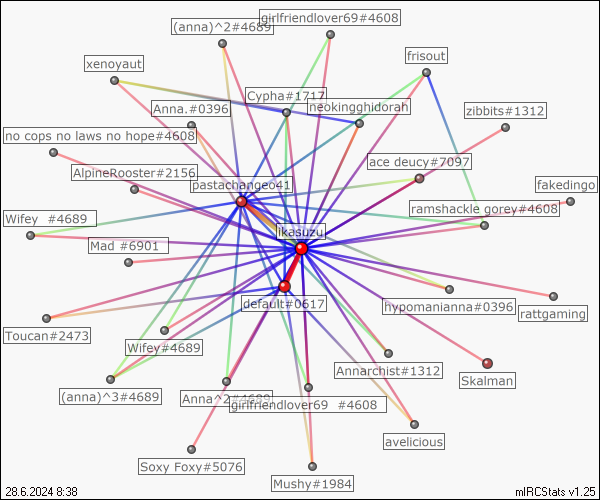 (anna)^2#4689
girlfriendlover69#4608
frisout
xenoyaut
Cypha#1717
neokingghidorah
Anna.#0396
zibbits#1312
no cops no laws no hope#4608
ace deucy#7097
AlpineRooster#2156
pastachangeo41
fakedingo
ramshackle gorey#6408
Wifey #4689
ikasuzu
Mad #6901
default#0617
hypomanianna#0396
rattgaming
Toucan#2473
Wifey#4689
Annarchist#1312
Skalman
(anna)^3#4689
Anna^2#4689
girlfriendlover69 #4608
avelicious
Soxy Foxy#5076
Mushy#1984
28.6.2024 8:38
mIRCStats v1.25